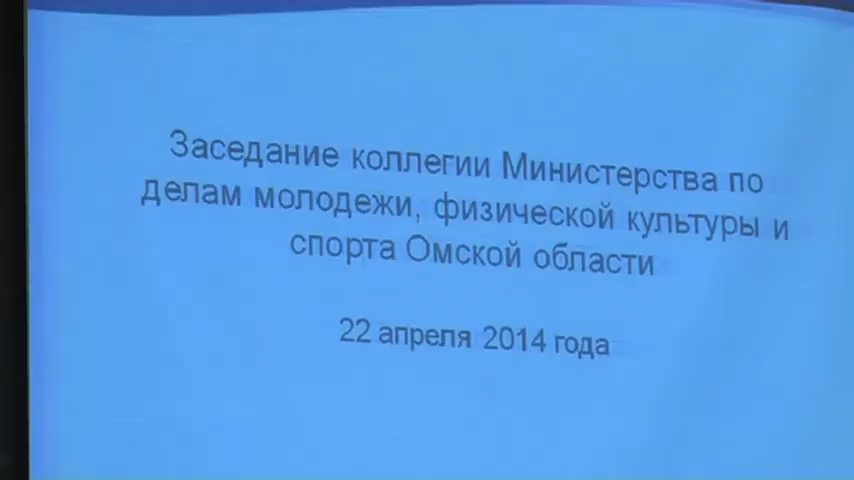 Заседание коллегии Министерства по
делам молодежи, физической культуры и
спорта Омской области
22 апреля 2014 года